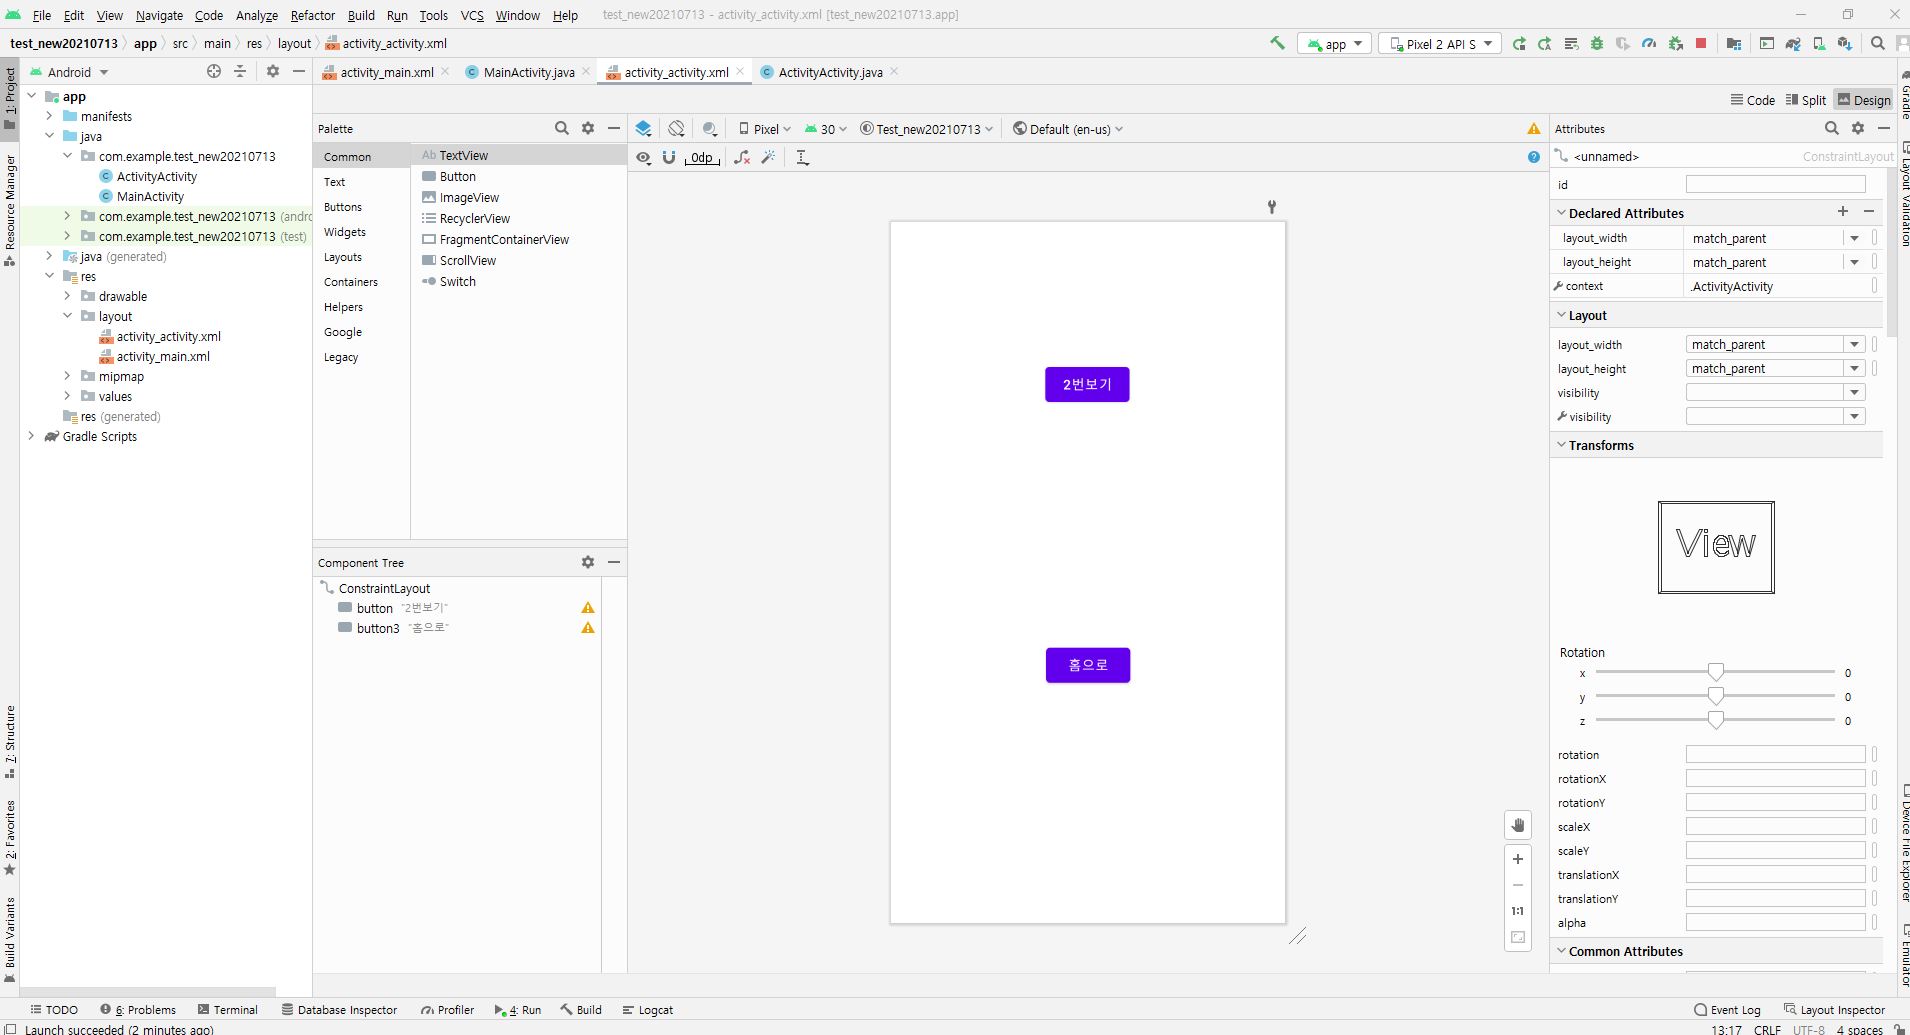 File Edit View Navigate Code Analyze Refactor Build Run Tools VCS Window Help test_new20210713 - activity_activity.xml [test_new20210713.app]
test_new20210713 app src main res layout activity_activity.xml app Pixel 2 API S
Android activity_main.xml MainActivity.java activity_activity.xml ActivityActivity.java
Code Split Design
1: Project
Resource Manager
7: Structure
2: Favorites
Build Variants
app
manifests
java
com.example.test_new20210713
ActivityActivity
MainActivity
com.example.test_new20210713 (andro
com.example.test_new20210713 (test)
java (generated)
res
drawable
layout
activity_activity.xml
activity_main.xml
mipmap
values
res (generated)
Gradle Scripts
Palette
Common
Text
Buttons
Widgets
Layouts
Containers
Helpers
Google
Legacy
Ab TextView
Button
ImageView
RecyclerView
FragmentContainerView
ScrollView
Switch
Component Tree
ConstraintLayout
button "2번보기"
button3 "홈으로"
Pixel 30 Test_new20210713 Default (en-us)
0dp
2번보기
홈으로
1:1
Attributes
<unnamed> ConstraintLayout
id
Declared Attributes
layout_width match_parent
layout_height match_parent
context .ActivityActivity
Layout
layout_width match_parent
layout_height match_parent
visibility
visibility
Transforms
View
Rotation
x 0
y 0
z 0
rotation
rotationX
rotationY
scaleX
scaleY
translationX
translationY
alpha
Common Attributes
Gradle
Layout Validation
Device File Explorer
Emulator
TODO 6: Problems Terminal Database Inspector Profiler 4: Run Build Logcat Event Log Layout Inspector
Launch succeeded (2 minutes ago) 13:17 CRLF UTF-8 4 spaces